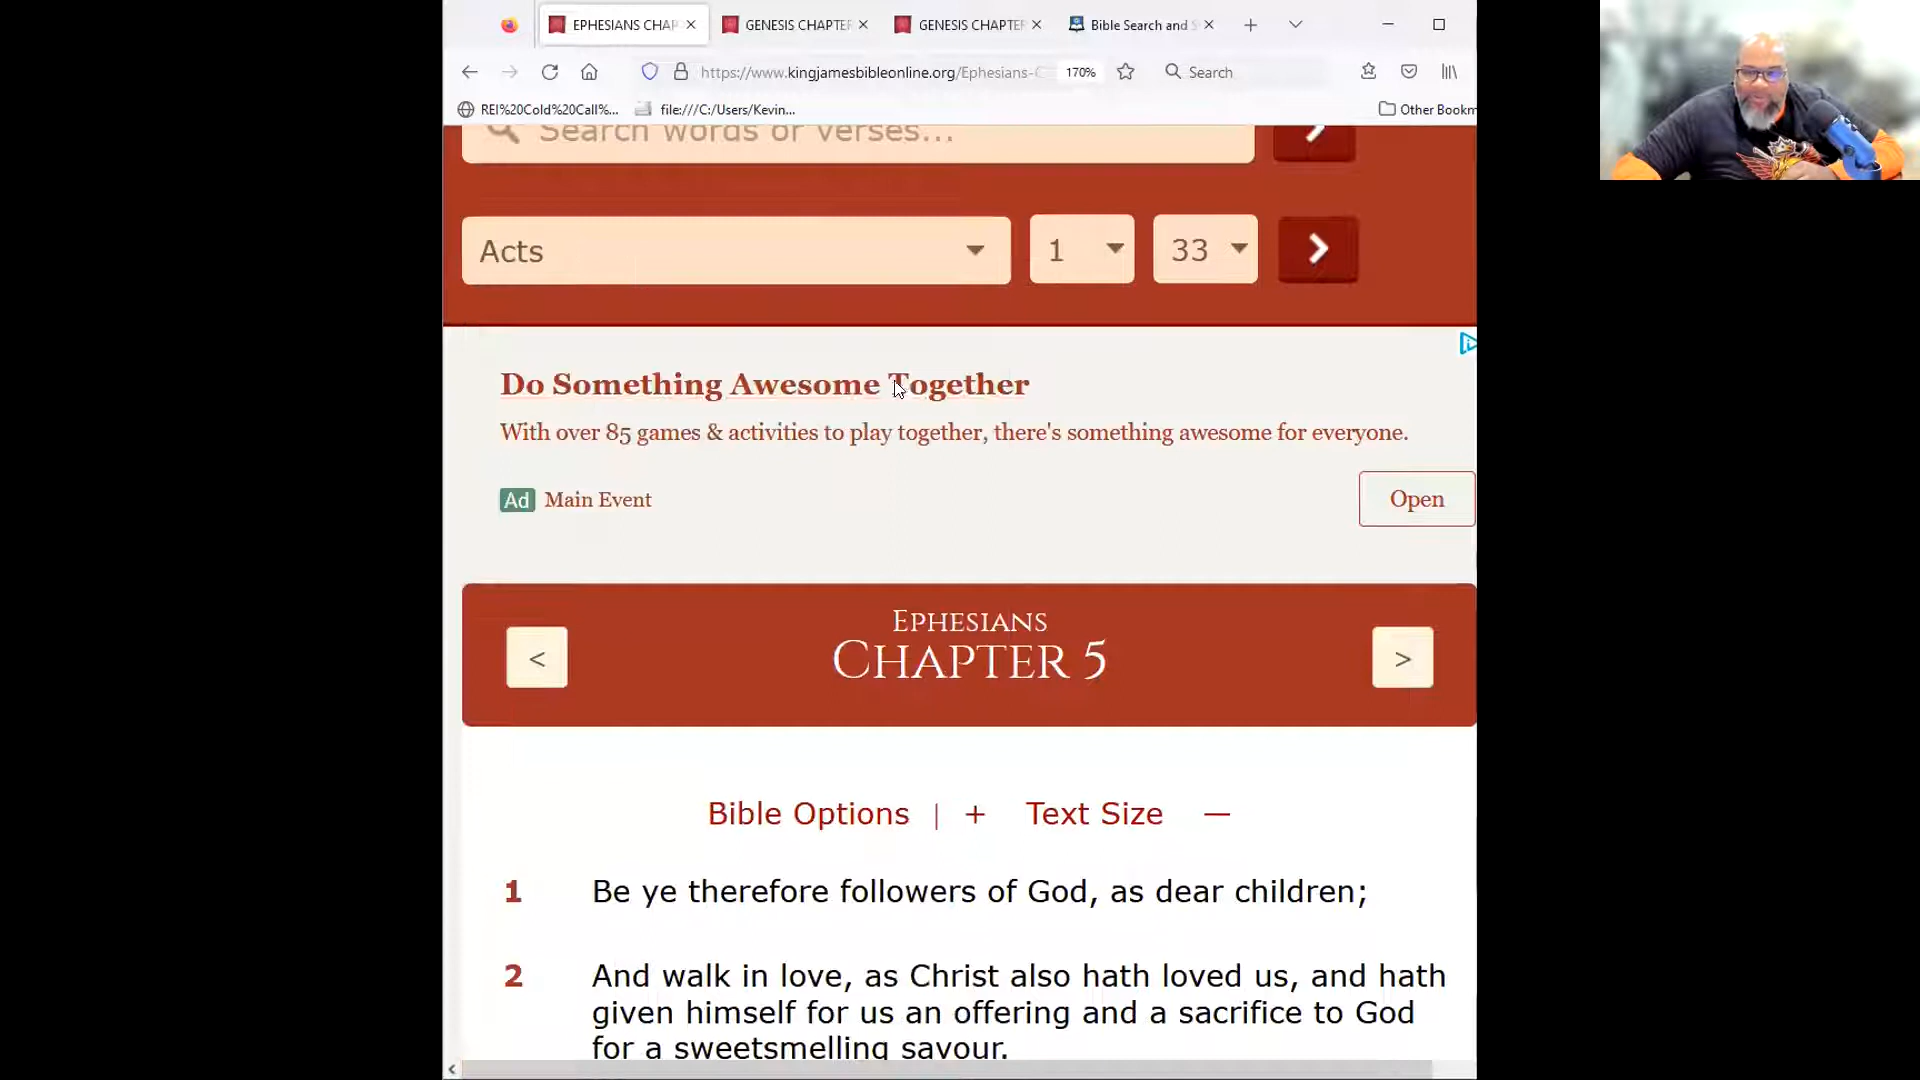 EPHESIANS CHAP
GENESIS CHAPTER
GENESIS CHAPTER
Bible Search and S
https://www.kingjamesbibleonline.org/Ephesians-C
170%
Search
REI%20Cold%20Call%...
file:///C:/Users/Kevin...
Other Bookm
Search words or verses...
Acts
1
33
Do Something Awesome Together
With over 85 games & activities to play together, there's something awesome for everyone.
Ad Main Event
Open
<
EPHESIANS
CHAPTER 5
>
Bible Options | + Text Size —
1 Be ye therefore followers of God, as dear children;
2 And walk in love, as Christ also hath loved us, and hath
given himself for us an offering and a sacrifice to God
for a sweetsmelling savour.